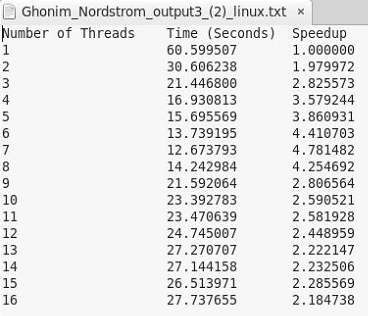 Ghonim_Nordstrom_output3_(2)_linux.txt ×
Number of Threads Time (Seconds) Speedup
1 60.599507 1.000000
2 30.606238 1.979972
3 21.446800 2.825573
4 16.930813 3.579244
5 15.695569 3.860931
6 13.739195 4.410703
7 12.673793 4.781482
8 14.242984 4.254692
9 21.592064 2.806564
10 23.392783 2.590521
11 23.470639 2.581928
12 24.745007 2.448959
13 27.270707 2.222147
14 27.144158 2.232506
15 26.513971 2.285569
16 27.737655 2.184738